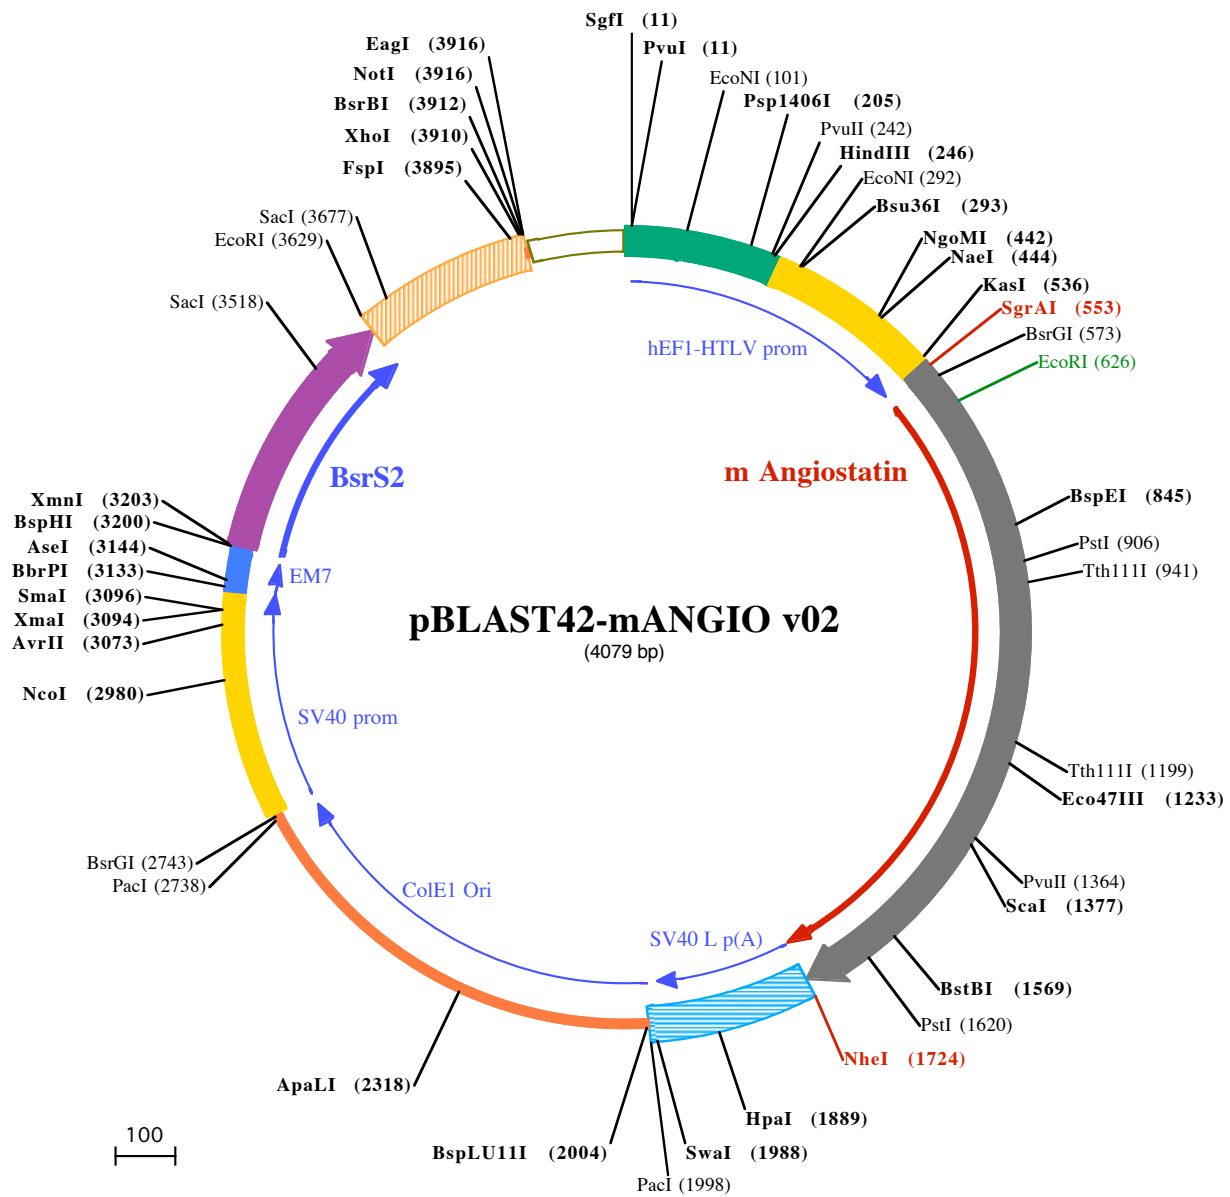 SgfI (11)
PvuI (11)
EcoNI (101)
Psp1406I (205)
PvuII (242)
HindIII (246)
EcoNI (292)
Bsu36I (293)
NgoMI (442)
NaeI (444)
KasI (536)
SgrAI (553)
BsrGI (573)
EcoRI (626)
BspEI (845)
PstI (906)
Tth111I (941)
Tth111I (1199)
Eco47III (1233)
PvuII (1364)
ScaI (1377)
BstBI (1569)
PstI (1620)
NheI (1724)
HpaI (1889)
SwaI (1988)
PacI (1998)
BspLU11I (2004)
ApaLI (2318)
PacI (2738)
BsrGI (2743)
NcoI (2980)
AvrII (3073)
XmaI (3094)
SmaI (3096)
BbrPI (3133)
AseI (3144)
BspHI (3200)
XmnI (3203)
SacI (3518)
EcoRI (3629)
SacI (3677)
FspI (3895)
XhoI (3910)
BsrBI (3912)
NotI (3916)
EagI (3916)
hEF1-HTLV prom
m Angiostatin
BsrS2
EM7
pBLAST42-mANGIO v02
(4079 bp)
SV40 prom
ColE1 Ori
SV40 L p(A)
100